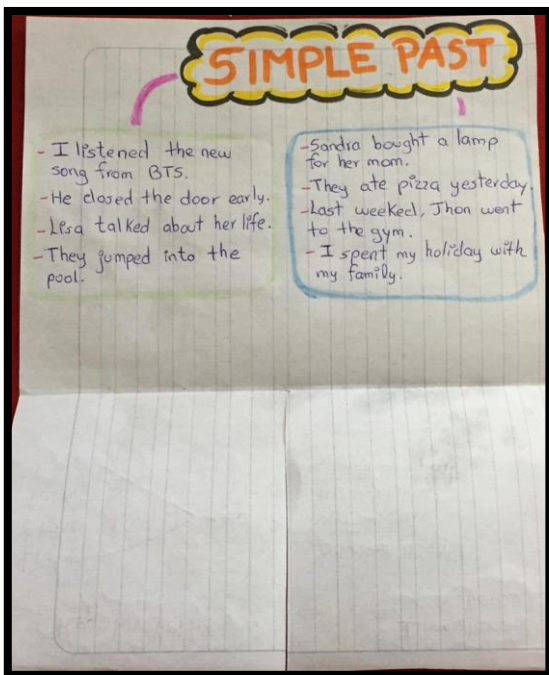 SIMPLE PAST
- I listened the new
song from BTS.
- He closed the door early.
- Lisa talked about her life.
- They jumped into the
pool.
- Sandra bought a lamp
for her mom.
- They ate pizza yesterday.
- Last weekecl, Jhon went
to the gym.
- I spent my holiday with
my family.